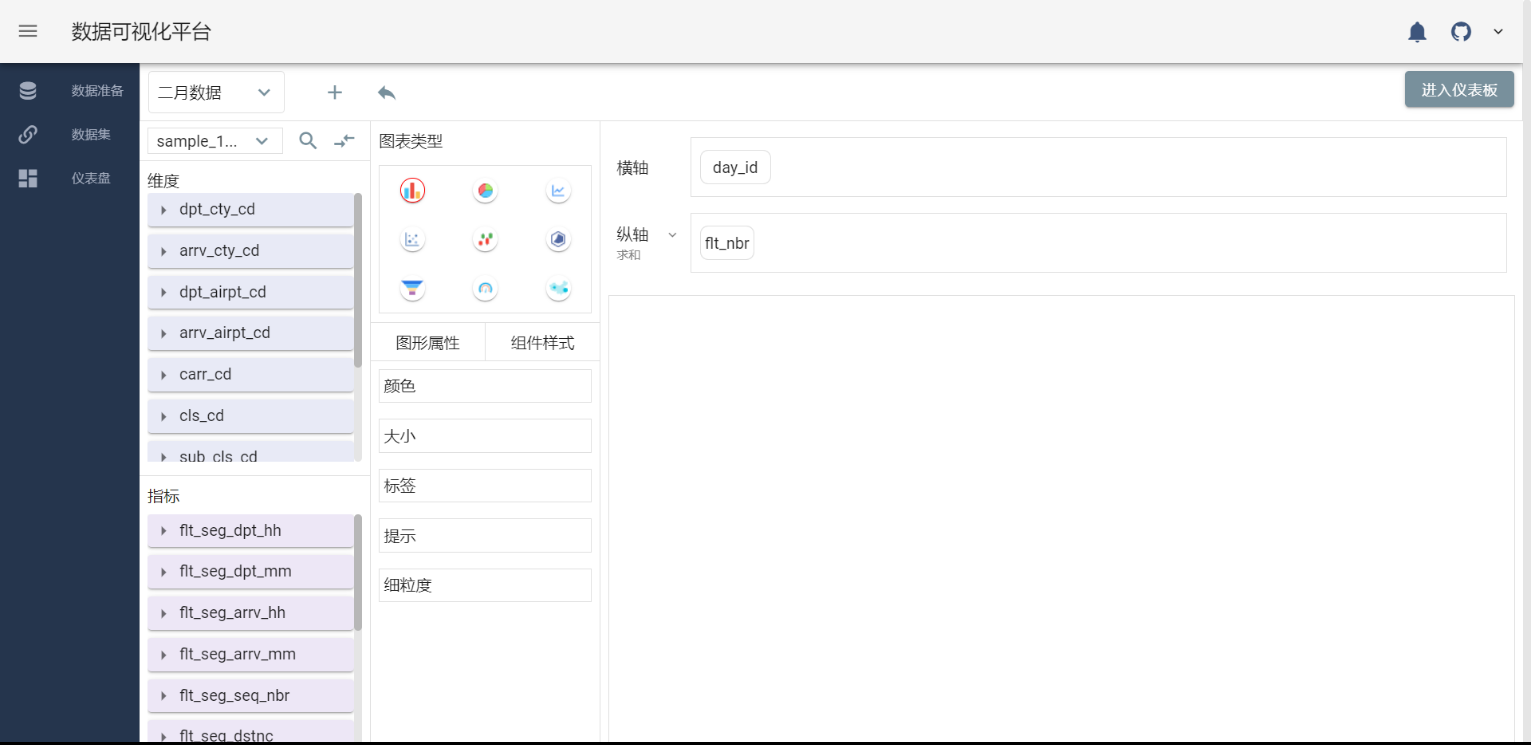 数据可视化平台
数据准备
数据集
仪表盘
二月数据
进入仪表板
sample_1...
维度
dpt_cty_cd
arrv_cty_cd
dpt_airpt_cd
arrv_airpt_cd
carr_cd
cls_cd
sub_cls_cd
指标
flt_seg_dpt_hh
flt_seg_dpt_mm
flt_seg_arrv_hh
flt_seg_arrv_mm
flt_seg_seq_nbr
flt_seg_dstnc
图表类型
图形属性
组件样式
颜色
大小
标签
提示
细粒度
横轴
day_id
纵轴
求和
flt_nbr